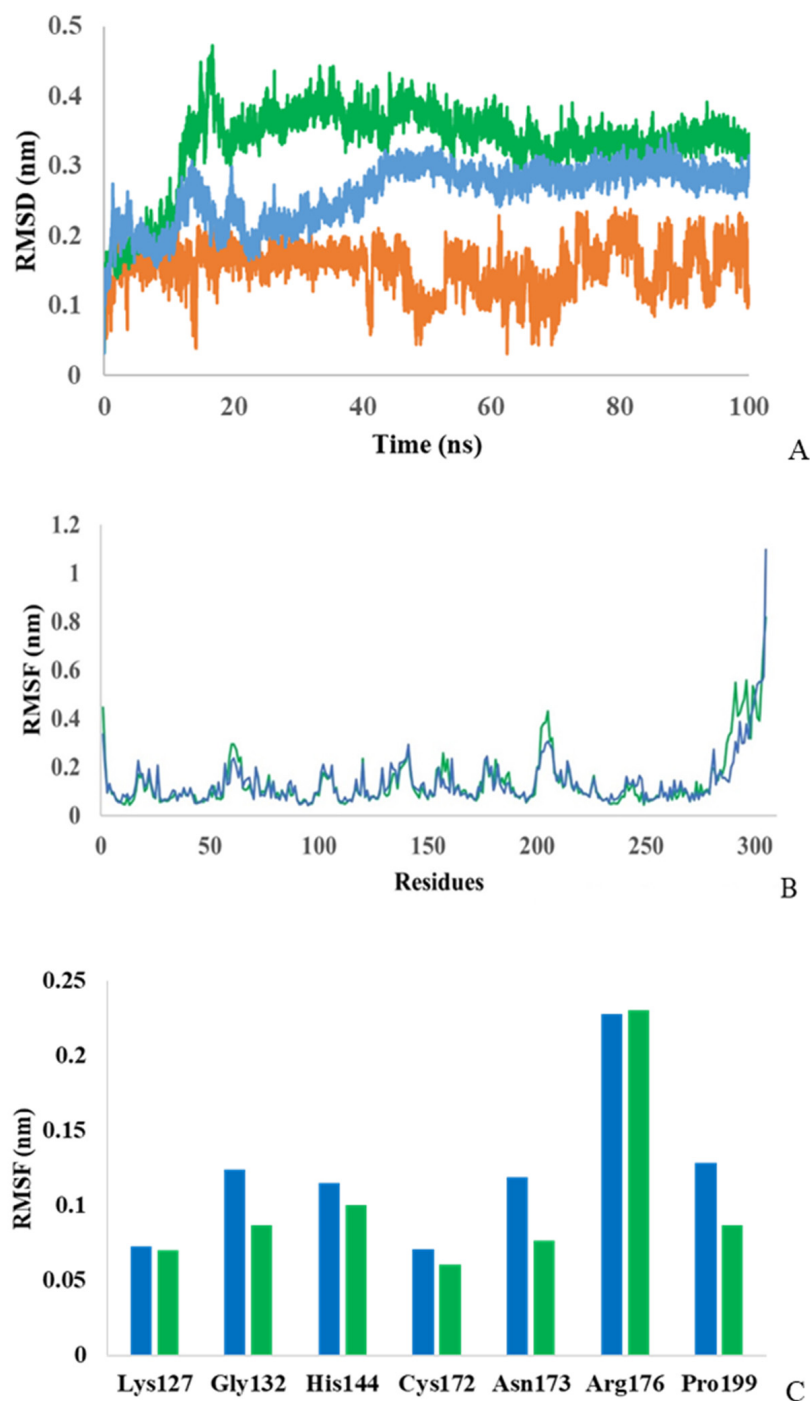 0.5
0.4
0.3
0.2
0.1
0
RMSD (nm)
0 20 40 60 80 100
Time (ns)
A
1.2
1
0.8
0.6
0.4
0.2
0
RMSF (nm)
0 50 100 150 200 250 300
Residues
B
0.25
0.2
0.15
0.1
0.05
0
RMSF (nm)
Lys127 Gly132 His144 Cys172 Asn173 Arg176 Pro199
C